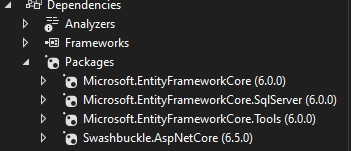 Dependencies
Analyzers
Frameworks
Packages
Microsoft.EntityFrameworkCore (6.0.0)
Microsoft.EntityFrameworkCore.SqlServer (6.0.0)
Microsoft.EntityFrameworkCore.Tools (6.0.0)
Swashbuckle.AspNetCore (6.5.0)